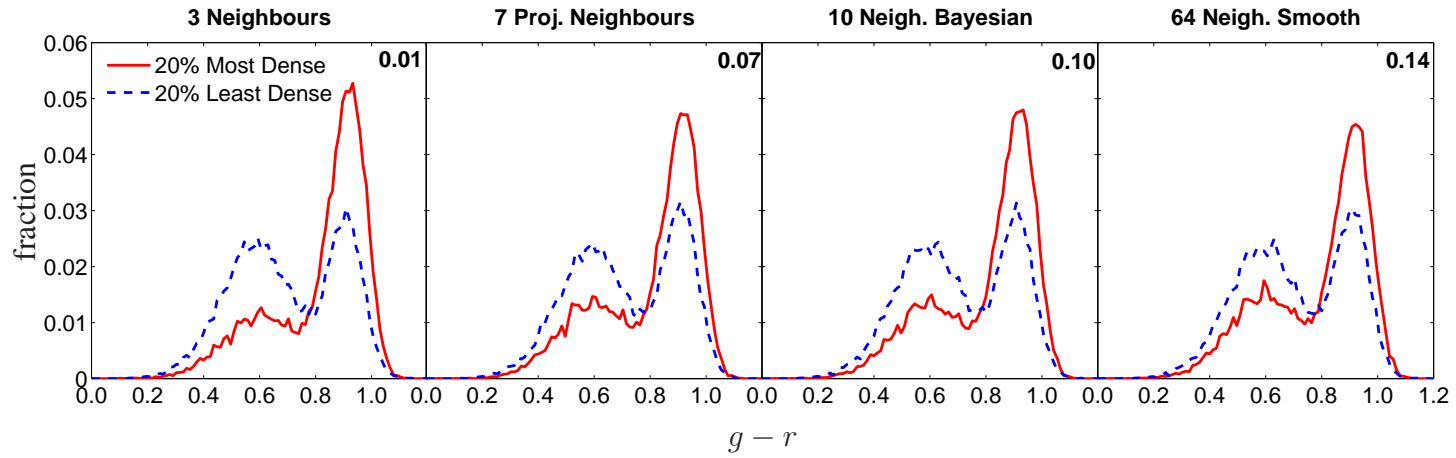 3 Neighbours 7 Proj. Neighbours 10 Neigh. Bayesian 64 Neigh. Smooth
0.06 0.01 0.07 0.10 0.14
20% Most Dense
20% Least Dense
0.05
0.04
0.03
0.02
0.01
0
fraction
0.0 0.2 0.4 0.6 0.8 1.0 0.0 0.2 0.4 0.6 0.8 1.0 0.0 0.2 0.4 0.6 0.8 1.0 0.0 0.2 0.4 0.6 0.8 1.0 1.2
g − r